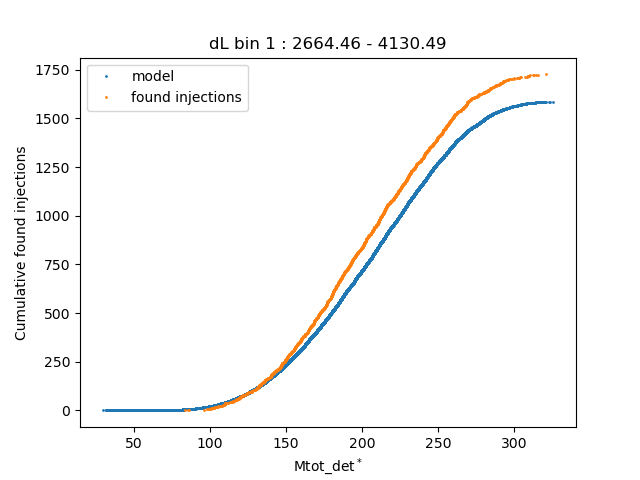 dL bin 1 : 2664.46 - 4130.49
model
found injections
Cumulative found injections
1750
1500
1250
1000
750
500
250
0
50 100 150 200 250 300
Mtot_det*